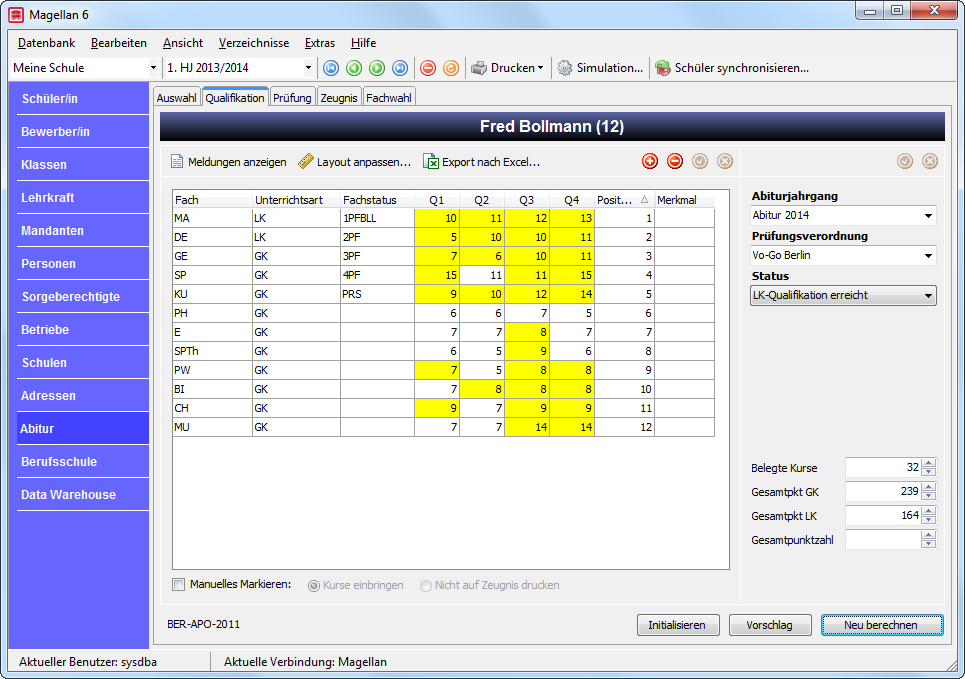 Magellan 6
Datenbank Bearbeiten Ansicht Verzeichnisse Extras Hilfe
Meine Schule 1. HJ 2013/2014 Drucken Simulation... Schüler synchronisieren...
Schüler/in
Bewerber/in
Klassen
Lehrkraft
Mandanten
Personen
Sorgeberechtigte
Betriebe
Schulen
Adressen
Abitur
Berufsschule
Data Warehouse
Auswahl Qualifikation Prüfung Zeugnis Fachwahl
Fred Bollmann (12)
Meldungen anzeigen Layout anpassen... Export nach Excel...
Fach Unterrichtsart Fachstatus Q1 Q2 Q3 Q4 Posit... Merkmal
MA LK 1PFBLL 10 11 12 13 1
DE LK 2PF 5 10 10 11 2
GE GK 3PF 7 6 10 11 3
SP GK 4PF 15 11 11 15 4
KU GK PRS 9 10 12 14 5
PH GK 6 6 7 5 6
E GK 7 7 8 7 7
SPTh GK 6 5 9 6 8
PW GK 7 5 8 8 9
BI GK 7 8 8 8 10
CH GK 9 7 9 9 11
MU GK 7 7 14 14 12
Abiturjahrgang
Abitur 2014
Prüfungsverordnung
Vo-Go Berlin
Status
LK-Qualifikation erreicht
Belegte Kurse 32
Gesamtpkt GK 239
Gesamtpkt LK 164
Gesamtpunktzahl
Manuelles Markieren: Kurse einbringen Nicht auf Zeugnis drucken
BER-APO-2011 Initialisieren Vorschlag Neu berechnen
Aktueller Benutzer: sysdba Aktuelle Verbindung: Magellan